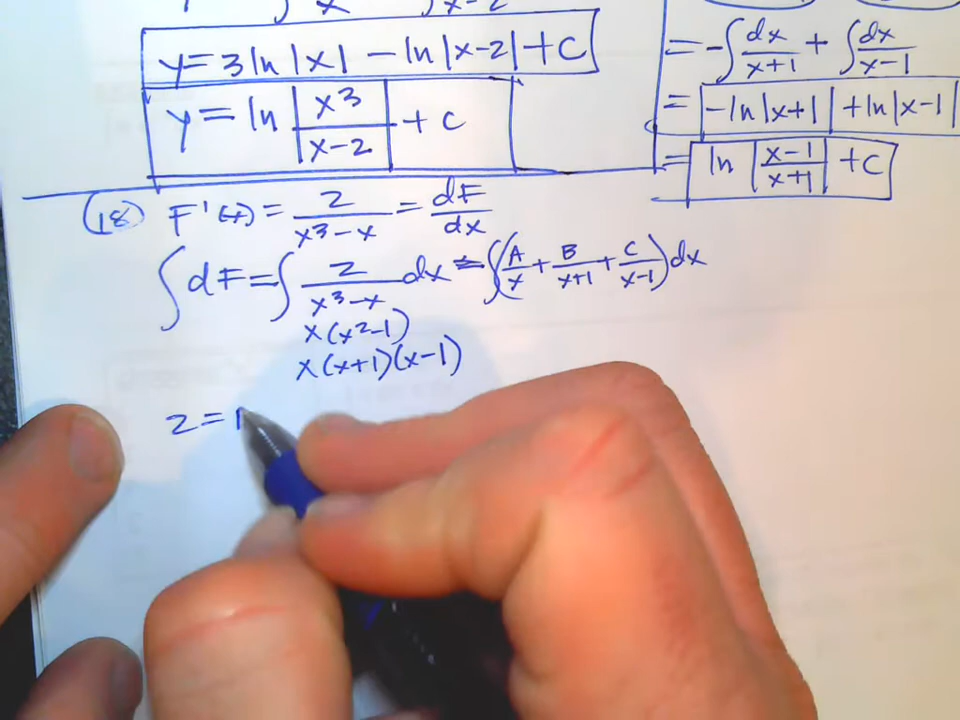 ∫ x ∫ x-2
y = 3 ln |x| - ln |x-2| + C
y = ln |x³/(x-2)| + C
= -∫ dx/(x+1) + ∫ dx/(x-1)
= -ln|x+1| + ln|x-1|
= ln |(x-1)/(x+1)| + C
(18) F'(x) = 2/(x³-x) = dF/dx
∫ dF = ∫ 2/(x³-x) dx = ∫(A/x + B/(x+1) + C/(x-1)) dx
x(x²-1)
x(x+1)(x-1)
2 =